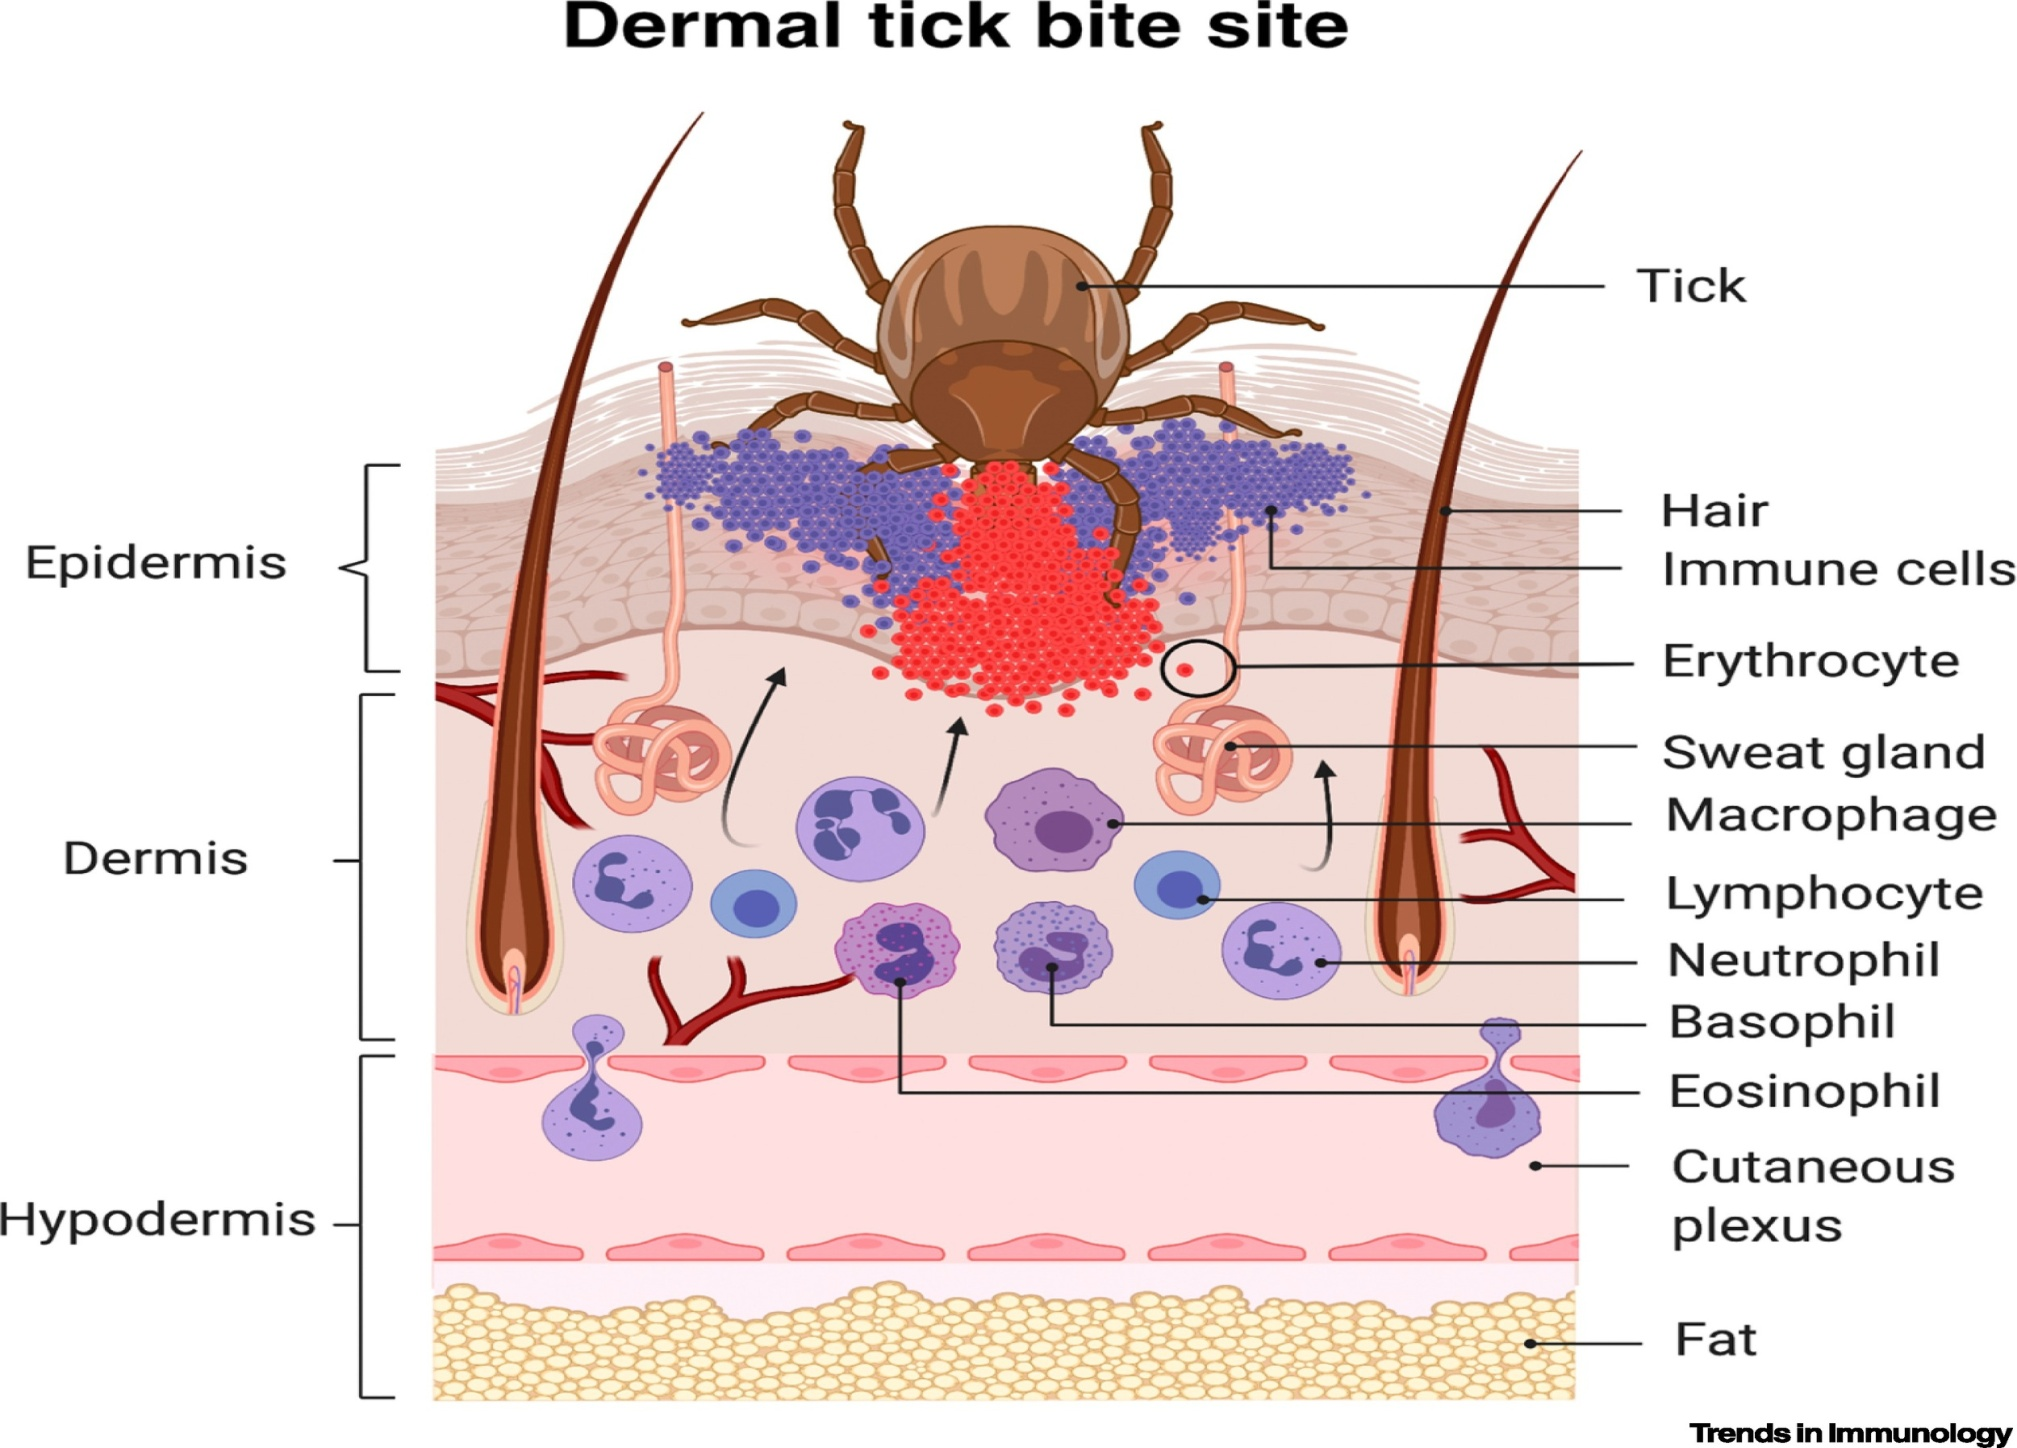 Dermal tick bite site
Tick
Hair
Immune cells
Epidermis
Erythrocyte
Sweat gland
Macrophage
Dermis
Lymphocyte
Neutrophil
Basophil
Eosinophil
Cutaneous
plexus
Hypodermis
Fat
Trends in Immunology